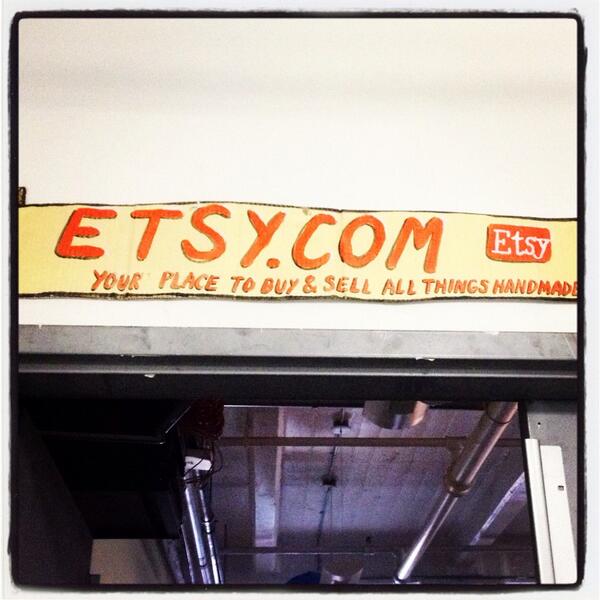 ETSY.COM
Etsy
YOUR PLACE TO BUY & SELL ALL THINGS HANDMADE